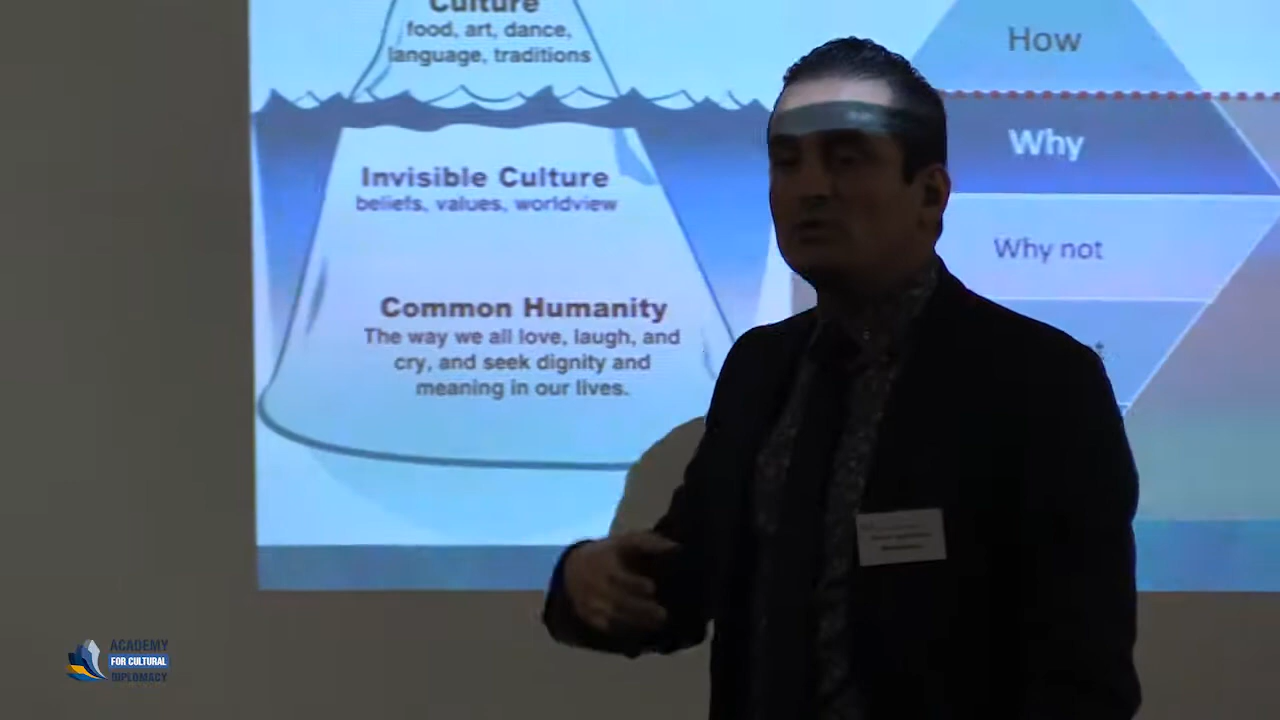 Culture
food, art, dance,
language, traditions
Invisible Culture
beliefs, values, worldview
Common Humanity
The way we all love, laugh, and
cry, and seek dignity and
meaning in our lives.
How
Why
Why not
ACADEMY
FOR CULTURAL
DIPLOMACY